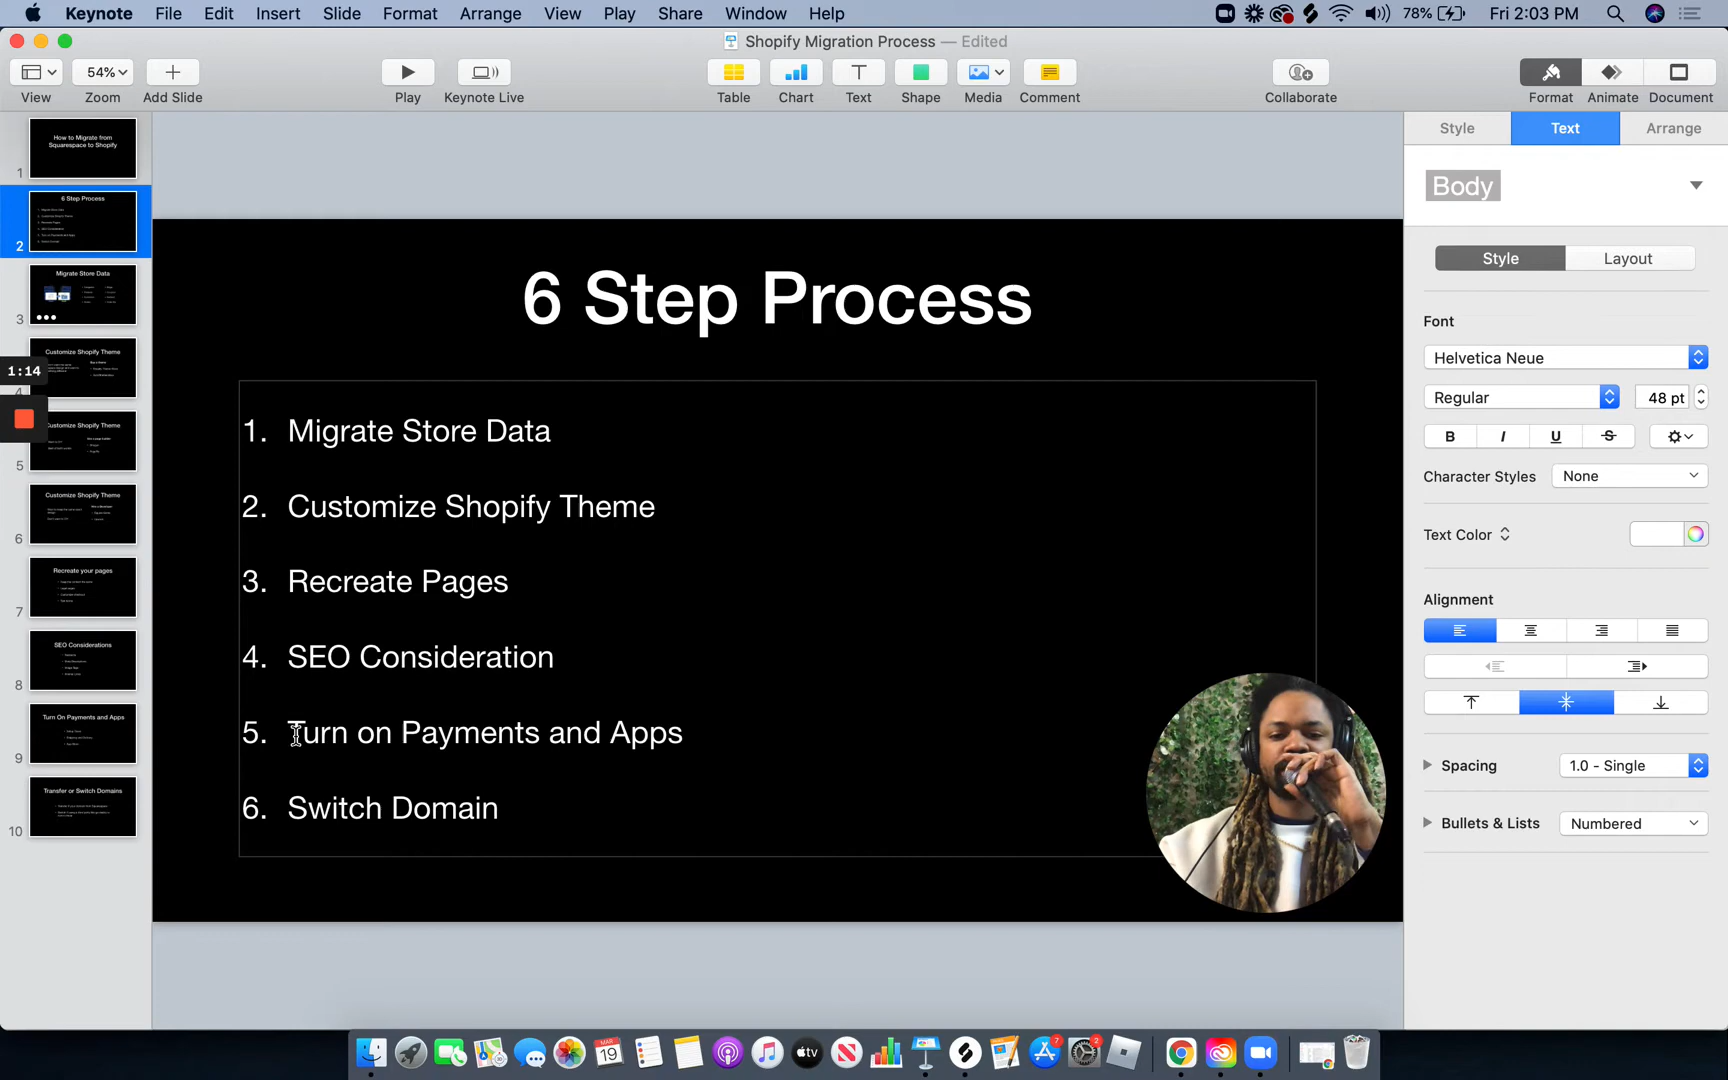 Keynote File Edit Insert Slide Format Arrange View Play Share Window Help 78% Fri 2:03 PM
Shopify Migration Process — Edited
54%
View Zoom Add Slide Play Keynote Live Table Chart Text Shape Media Comment Collaborate Format Animate Document
How to Migrate from
Squarespace to Shopify
1
6 Step Process
2
Migrate Store Data
3
Customize Shopify Theme
4
1:14
Customize Shopify Theme
5
Customize Shopify Theme
6
Recreate your pages
7
SEO Considerations
8
Turn On Payments and Apps
9
Transfer or Switch Domains
10
6 Step Process
1. Migrate Store Data
2. Customize Shopify Theme
3. Recreate Pages
4. SEO Consideration
5. Turn on Payments and Apps
6. Switch Domain
Style Text Arrange
Body
Style Layout
Font
Helvetica Neue
Regular 48 pt
B I U S
Character Styles None
Text Color
Alignment
Spacing 1.0 - Single
Bullets & Lists Numbered
MAR
19
tv
7
2